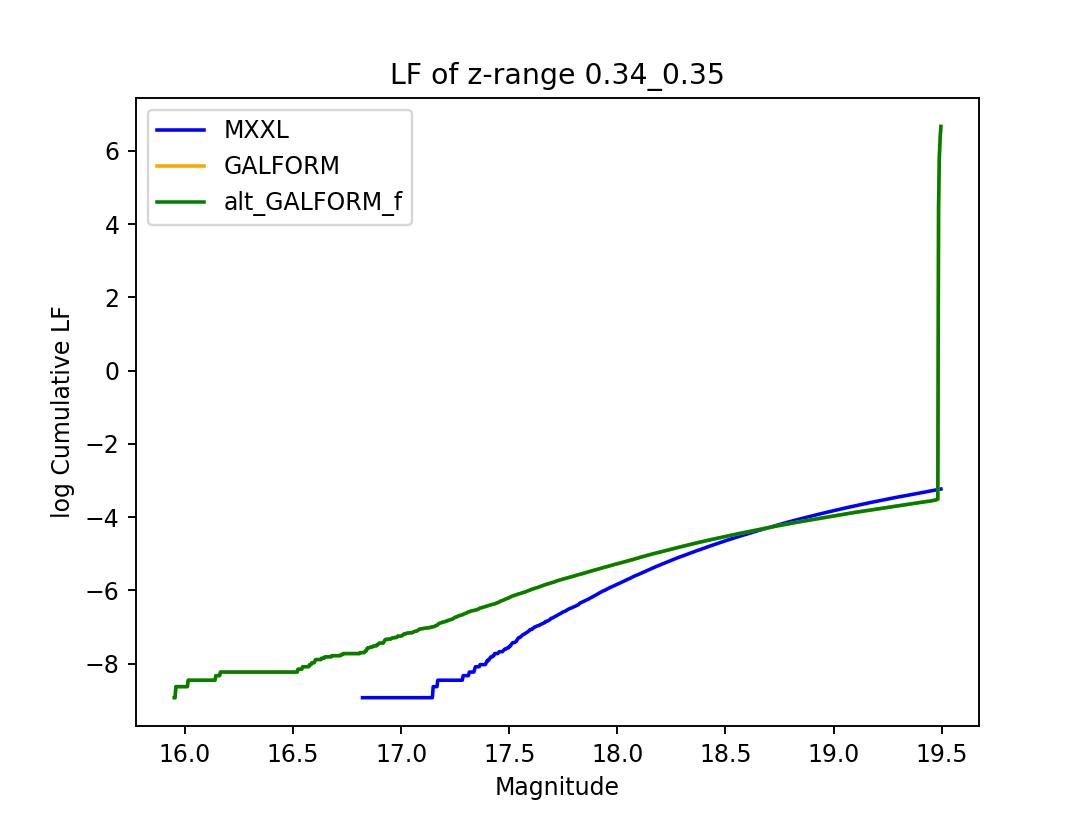 LF of z-range 0.34_0.35
MXXL
GALFORM
alt_GALFORM_f
log Cumulative LF
6
4
2
0
−2
−4
−6
−8
16.0 16.5 17.0 17.5 18.0 18.5 19.0 19.5
Magnitude